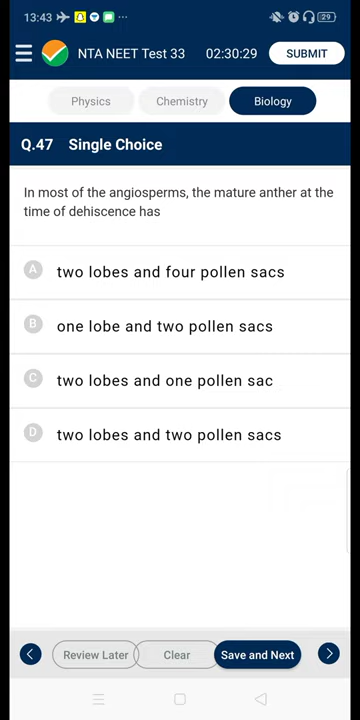 13:43 ... 29
NTA NEET Test 33 02:30:29 SUBMIT
Physics Chemistry Biology
Q.47 Single Choice
In most of the angiosperms, the mature anther at the
time of dehiscence has
A two lobes and four pollen sacs
B one lobe and two pollen sacs
C two lobes and one pollen sac
D two lobes and two pollen sacs
Review Later Clear Save and Next